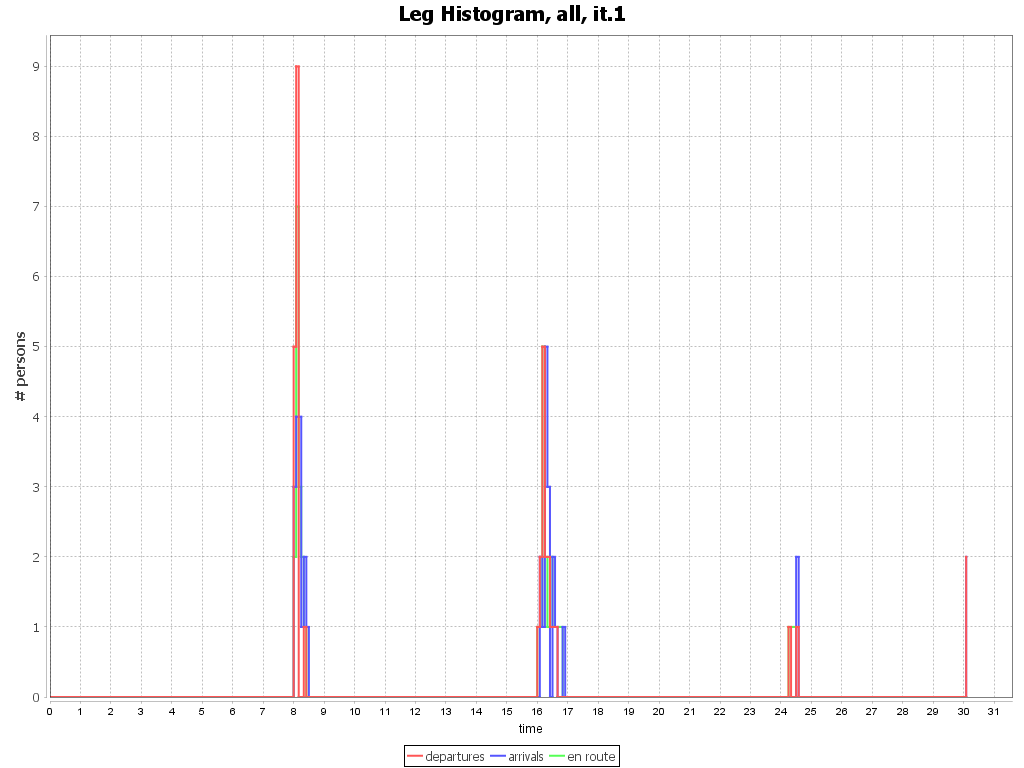 Leg Histogram, all, it.1
# persons
9
8
7
6
5
4
3
2
1
0
0 1 2 3 4 5 6 7 8 9 10 11 12 13 14 15 16 17 18 19 20 21 22 23 24 25 26 27 28 29 30 31
time
departures arrivals en route